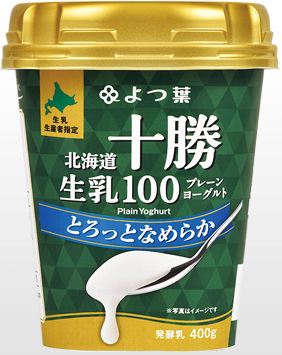 よつ葉
生乳
生産者指定
北海道
十勝
生乳100
プレーン
ヨーグルト
Plain Yoghurt
とろっとなめらか
※写真はイメージです
発酵乳 400g